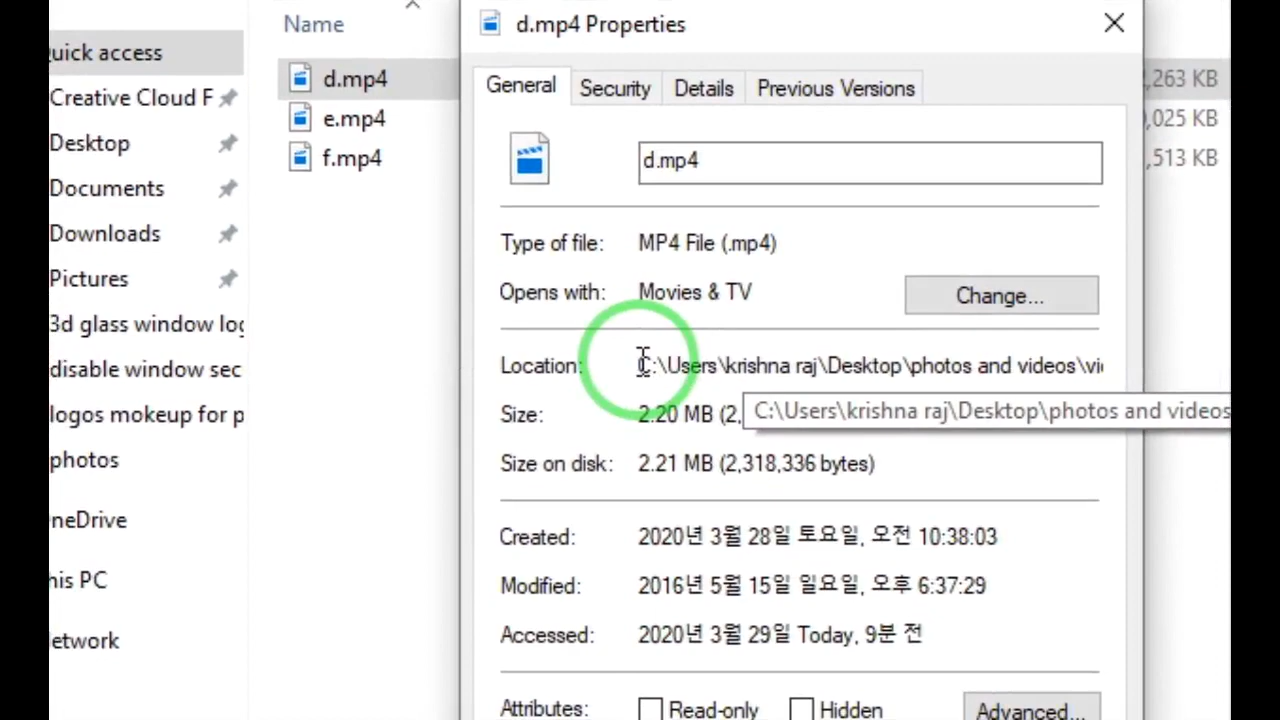 Name
uick access
Creative Cloud F
Desktop
Documents
Downloads
Pictures
3d glass window log
disable window sec
logos mokeup for p
photos
neDrive
his PC
etwork
d.mp4
e.mp4
f.mp4
,263 KB
,025 KB
,513 KB
d.mp4 Properties
General Security Details Previous Versions
d.mp4
Type of file: MP4 File (.mp4)
Opens with: Movies & TV Change...
Location: C:\Users\krishna raj\Desktop\photos and videos\vi
C:\Users\krishna raj\Desktop\photos and videos
Size: 2.20 MB (2,
Size on disk: 2.21 MB (2,318,336 bytes)
Created: 2020년 3월 28일 토요일, 오전 10:38:03
Modified: 2016년 5월 15일 일요일, 오후 6:37:29
Accessed: 2020년 3월 29일 Today, 9분 전
Attributes: Read-only Hidden Advanced...